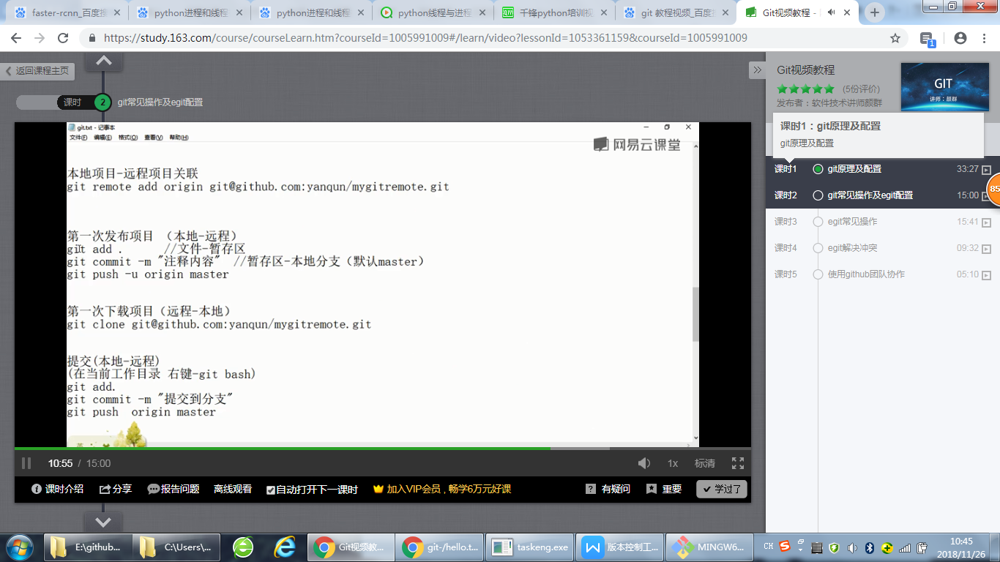 faster-rcnn_百度搜
python进程和线程
python进程和线程
python线程与进程
千锋python培训视
git 教程视频_百度
Git视频教程 -
https://study.163.com/course/courseLearn.htm?courseId=1005991009#/learn/video?lessonId=1053361159&courseId=1005991009
1
返回课程主页
课时 2 git常见操作及egit配置
git.txt - 记事本
文件(F) 编辑(E) 格式(O) 查看(V) 帮助(H)
网易云课堂
本地项目-远程项目关联
git remote add origin git@github.com:yanqun/mygitremote.git
第一次发布项目 （本地-远程）
git add . //文件-暂存区
git commit -m "注释内容" //暂存区-本地分支（默认master）
git push -u origin master
第一次下载项目（远程-本地）
git clone git@github.com:yanqun/mygitremote.git
提交(本地-远程)
(在当前工作目录 右键-git bash)
git add.
git commit -m "提交到分支"
git push  origin master
10:55 / 15:00
1x
标清
课时介绍
分享
报告问题
离线观看
自动打开下一课时
加入VIP会员，畅学6万元好课
有疑问
重要
学过了
Git视频教程
(5份评价)
发布者：软件技术讲师颜群
GIT
讲师：颜群
课时1：git原理及配置
git原理及配置
课时1 git原理及配置 33:27
课时2 git常见操作及egit配置 15:00
85
课时3 egit常见操作 15:41
课时4 egit解决冲突 09:32
课时5 使用github团队协作 05:10
E:\github...
C:\Users\...
Git视频教...
git-/hello.t...
taskeng.exe
版本控制工...
MINGW6...
CH
10:45
2018/11/26